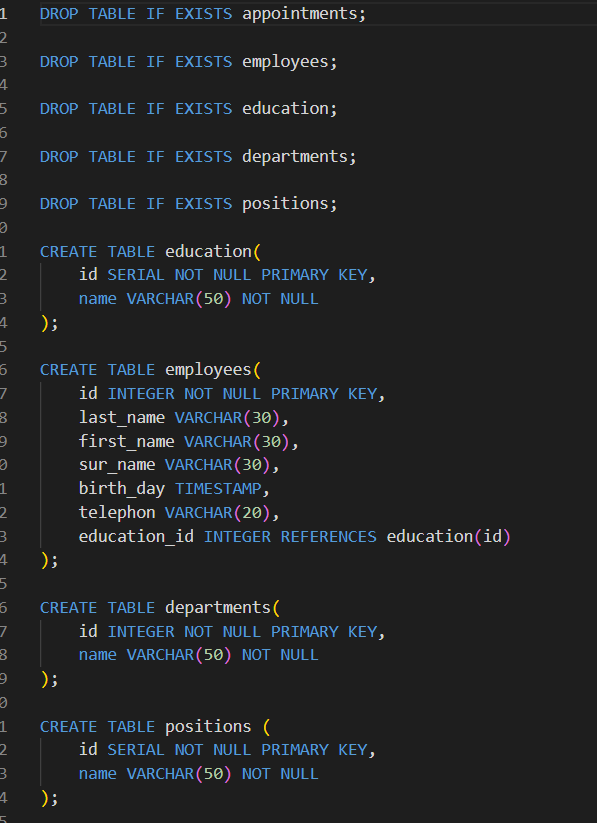 1 DROP TABLE IF EXISTS appointments;
2
3 DROP TABLE IF EXISTS employees;
4
5 DROP TABLE IF EXISTS education;
6
7 DROP TABLE IF EXISTS departments;
8
9 DROP TABLE IF EXISTS positions;
0
1 CREATE TABLE education(
2     id SERIAL NOT NULL PRIMARY KEY,
3     name VARCHAR(50) NOT NULL
4 );
5
6 CREATE TABLE employees(
7     id INTEGER NOT NULL PRIMARY KEY,
8     last_name VARCHAR(30),
9     first_name VARCHAR(30),
0     sur_name VARCHAR(30),
1     birth_day TIMESTAMP,
2     telephon VARCHAR(20),
3     education_id INTEGER REFERENCES education(id)
4 );
5
6 CREATE TABLE departments(
7     id INTEGER NOT NULL PRIMARY KEY,
8     name VARCHAR(50) NOT NULL
9 );
0
1 CREATE TABLE positions (
2     id SERIAL NOT NULL PRIMARY KEY,
3     name VARCHAR(50) NOT NULL
4 );
5